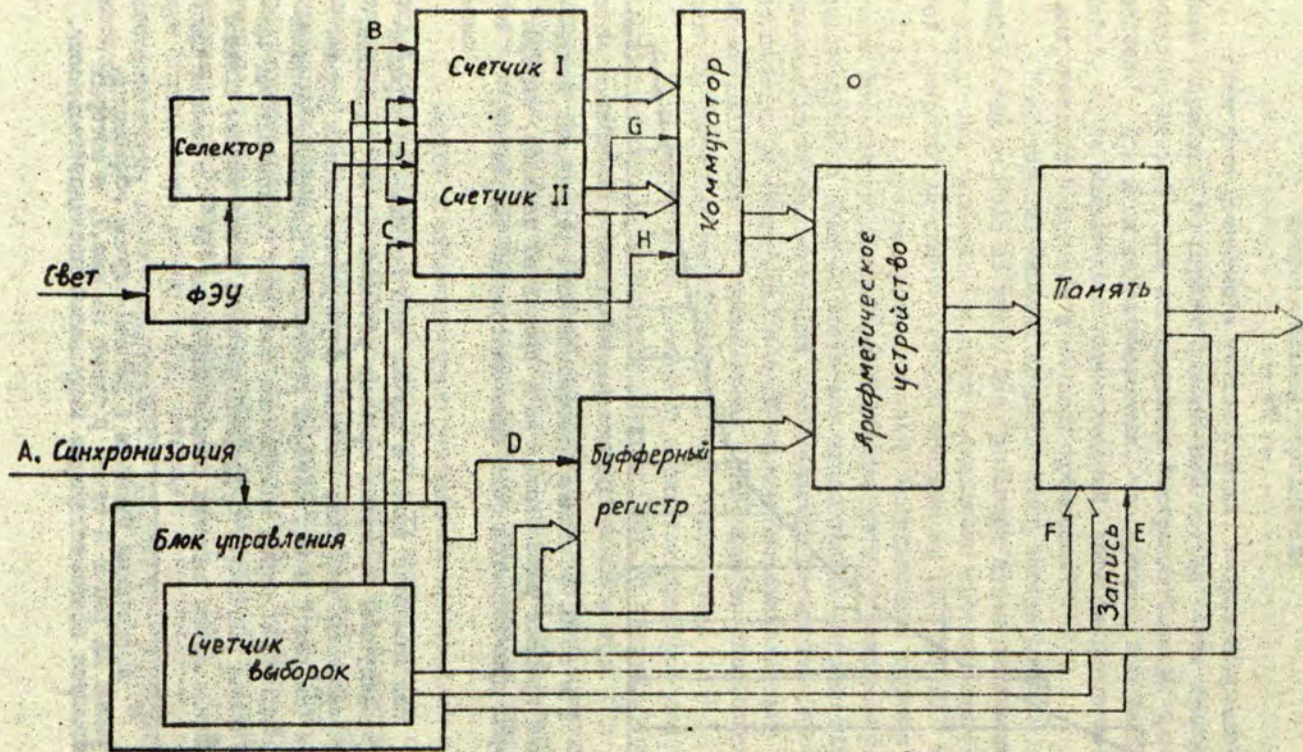 B
Счетчик I
Коммутатор
I
G
Селектор
J
Счетчик II
C
H
Свет
ФЭУ
Арифметическое
устройство
Память
A. Синхронизация
D
Буферный
регистр
F
Запись
E
Блок управления
Счетчик
выборок